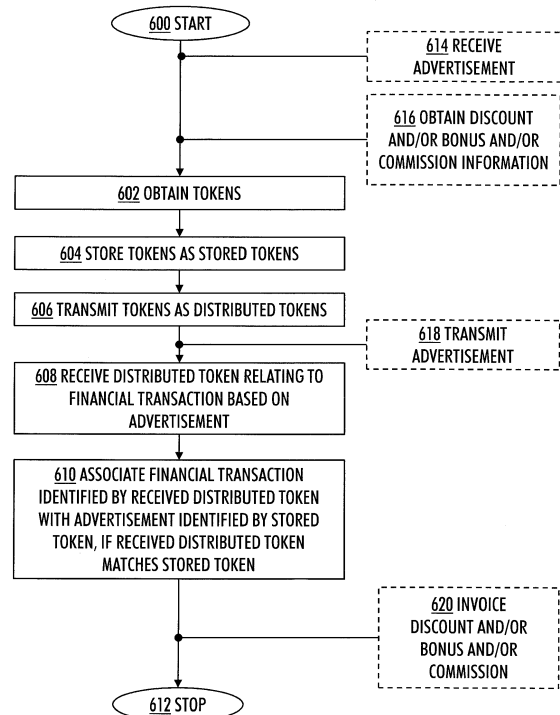 600 START
614 RECEIVE
ADVERTISEMENT
616 OBTAIN DISCOUNT
AND/OR BONUS AND/OR
COMMISSION INFORMATION
602 OBTAIN TOKENS
604 STORE TOKENS AS STORED TOKENS
606 TRANSMIT TOKENS AS DISTRIBUTED TOKENS
618 TRANSMIT
ADVERTISEMENT
608 RECEIVE DISTRIBUTED TOKEN RELATING TO
FINANCIAL TRANSACTION BASED ON
ADVERTISEMENT
610 ASSOCIATE FINANCIAL TRANSACTION
IDENTIFIED BY RECEIVED DISTRIBUTED TOKEN
WITH ADVERTISEMENT IDENTIFIED BY STORED
TOKEN, IF RECEIVED DISTRIBUTED TOKEN
MATCHES STORED TOKEN
620 INVOICE
DISCOUNT AND/OR
BONUS AND/OR
COMMISSION
612 STOP